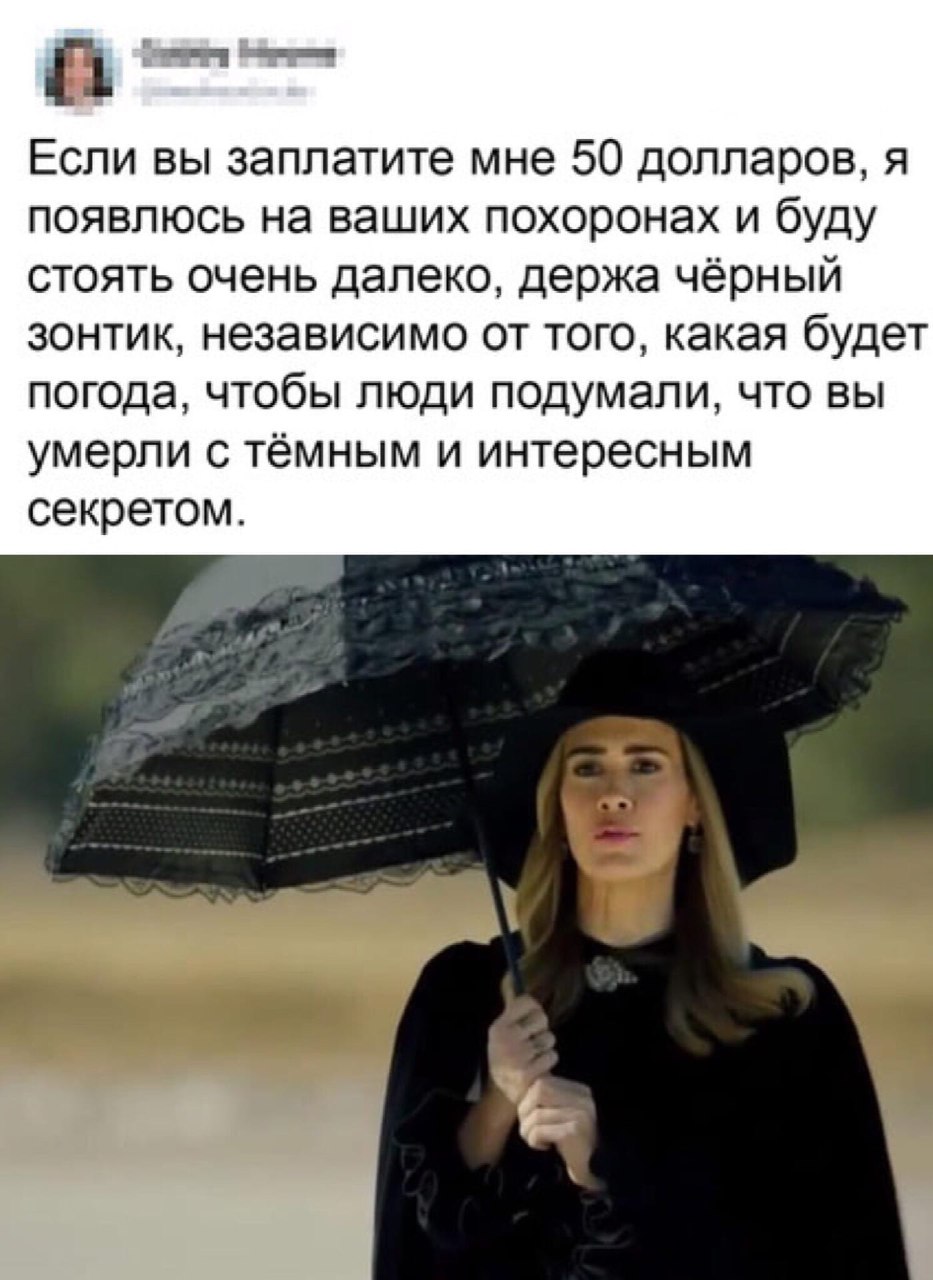 Если вы заплатите мне 50 долларов, я
появлюсь на ваших похоронах и буду
стоять очень далеко, держа чёрный
зонтик, независимо от того, какая будет
погода, чтобы люди подумали, что вы
умерли с тёмным и интересным
секретом.